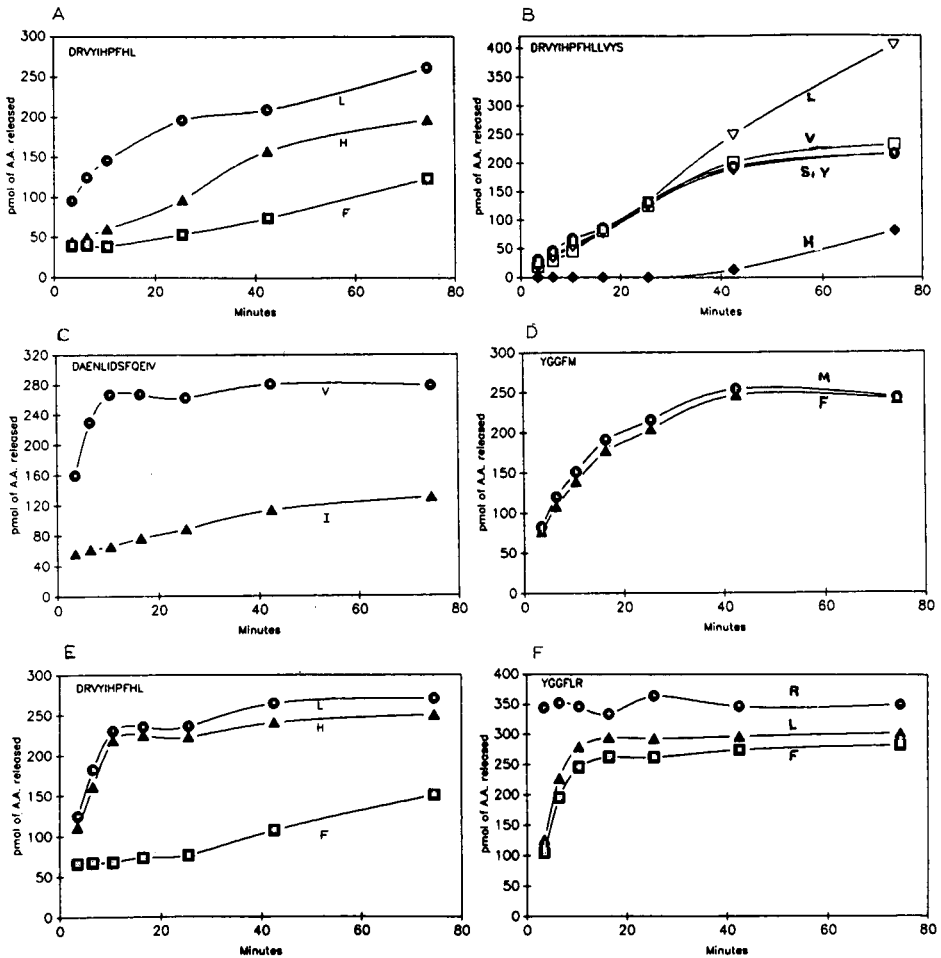 A
DRVYIHPFHL
pmol of A.A. released
300
250
200
150
100
50
0
L
H
F
0 20 40 60 80
Minutes
B
DRVYIHPFHLLVYS
pmol of A.A. released
400
350
300
250
200
150
100
50
0
L
V
S, Y
H
0 20 40 60 80
Minutes
C
DAENLIDSFQEIV
pmol of A.A. released
320
280
240
200
160
120
80
40
0
V
I
0 20 40 60 80
Minutes
D
YGGFM
pmol of A.A. released
350
300
250
200
150
100
50
0
M
F
0 20 40 60 80
Minutes
E
DRVYIHPFHL
pmol of A.A. released
300
250
200
150
100
50
0
L
H
F
0 20 40 60 80
Minutes
F
YGGFLR
pmol of A.A. released
400
350
300
250
200
150
100
50
0
R
L
F
0 20 40 60 80
Minutes